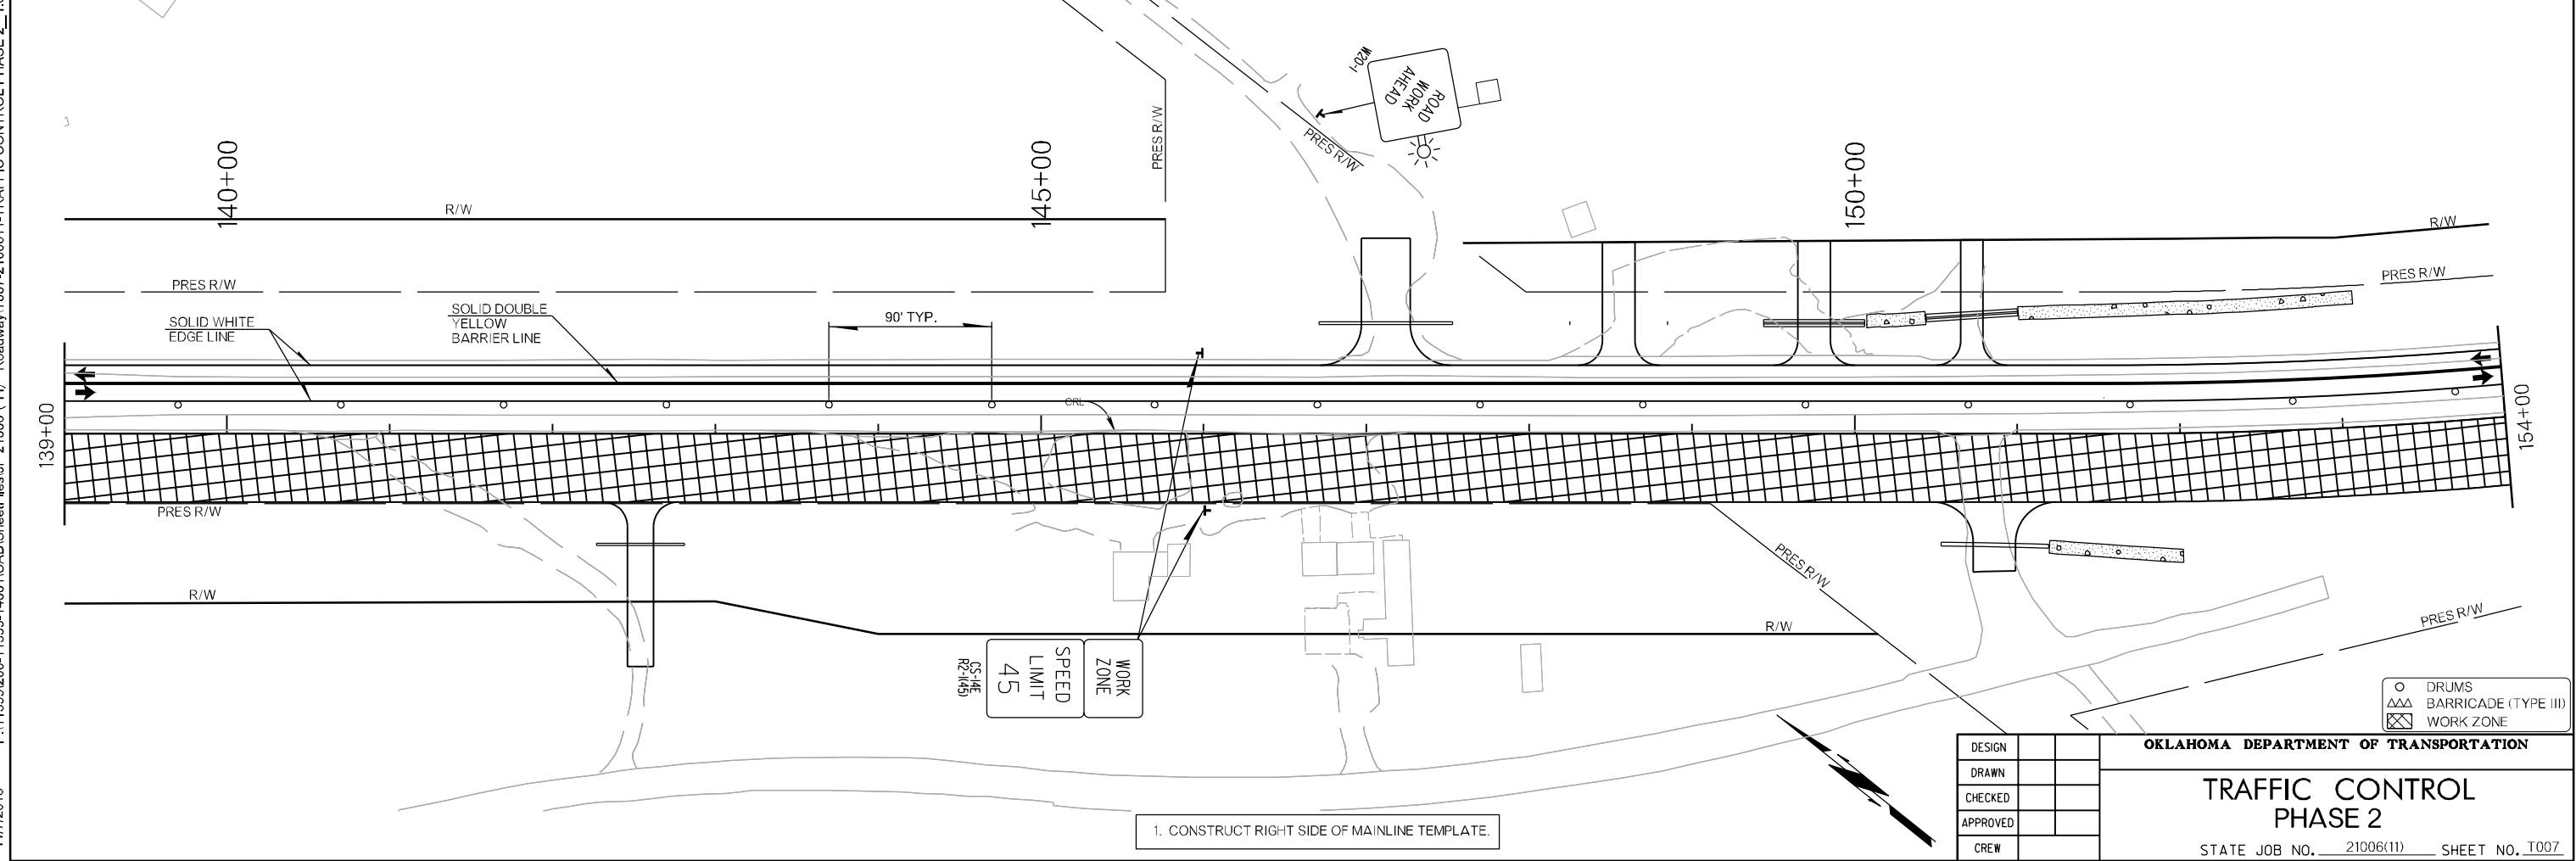 W20-1
ROAD
WORK
AHEAD
PRES R/W
PRES R/W
140+00
145+00
150+00
R/W
R/W
PRES R/W
PRES R/W
SOLID WHITE
EDGE LINE
SOLID DOUBLE
YELLOW
BARRIER LINE
90' TYP.
CRL
139+00
154+00
PRES R/W
PRES R/W
R/W
R/W
PRES R/W
WORK
ZONE
SPEED
LIMIT
45
CS-14E
R2-1(45)
DRUMS
BARRICADE (TYPE III)
WORK ZONE
1. CONSTRUCT RIGHT SIDE OF MAINLINE TEMPLATE.
DESIGN
DRAWN
CHECKED
APPROVED
CREW
OKLAHOMA DEPARTMENT OF TRANSPORTATION
TRAFFIC CONTROL
PHASE 2
STATE JOB NO. 21006(11) SHEET NO. T007